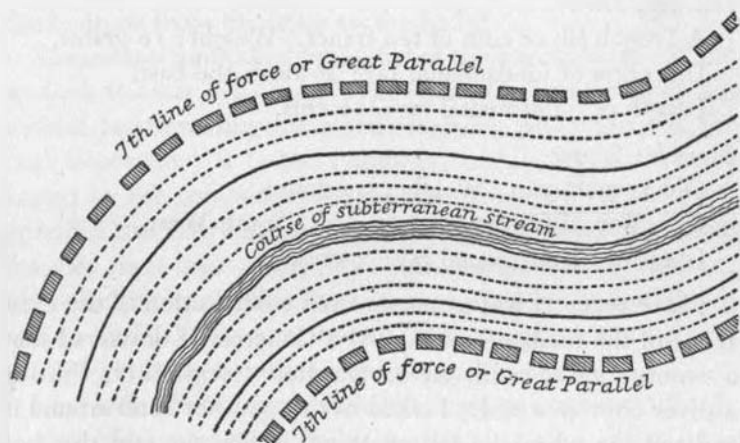 7th line of force or Great Parallel
Course of subterranean stream
7th line of force or Great Parallel